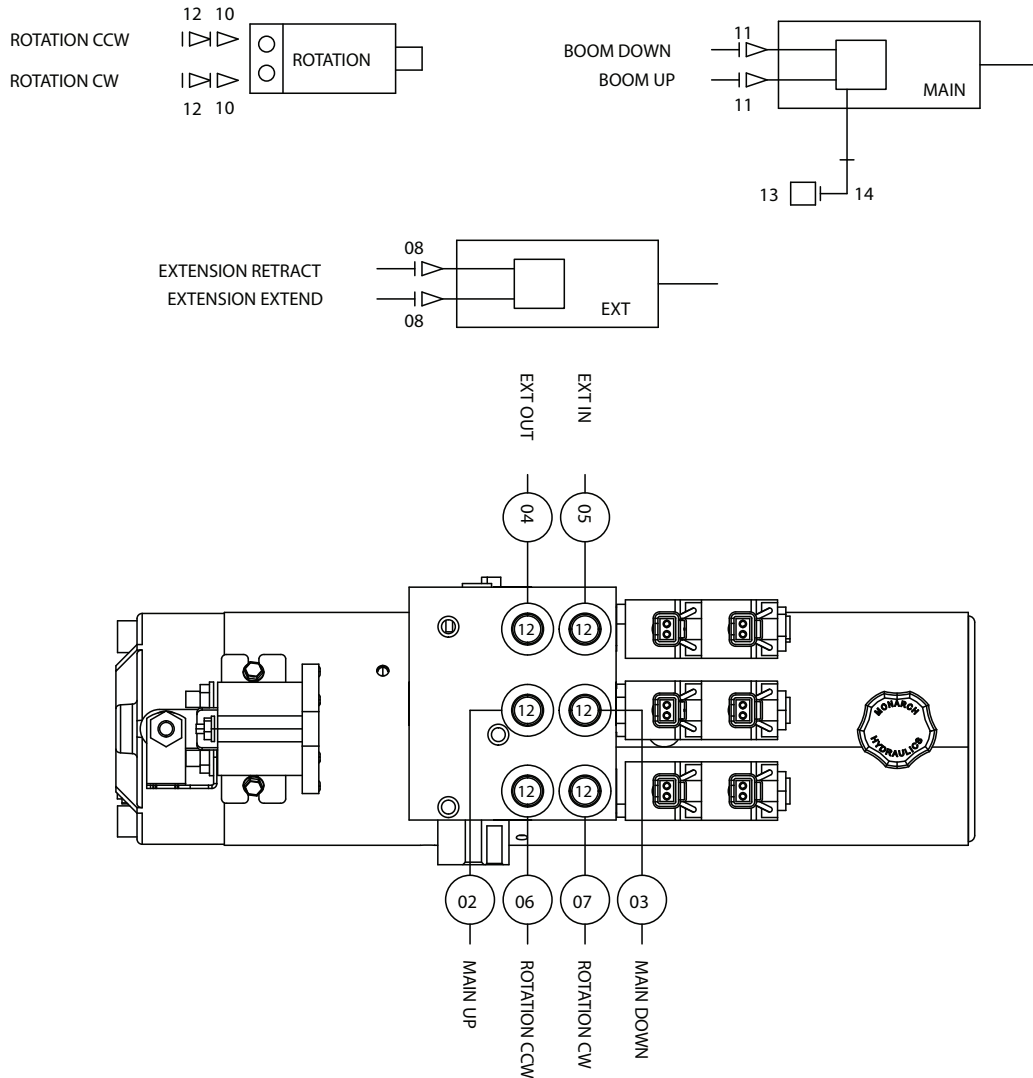 12 10
ROTATION CCW
ROTATION
ROTATION CW
12 10
11
BOOM DOWN
BOOM UP
MAIN
11
13
14
08
EXTENSION RETRACT
EXTENSION EXTEND
EXT
08
EXT OUT
EXT IN
04
05
12
12
12
12
MONARCH
HYDRAULICS
12
12
02
06
07
03
MAIN UP
ROTATION CCW
ROTATION CW
MAIN DOWN